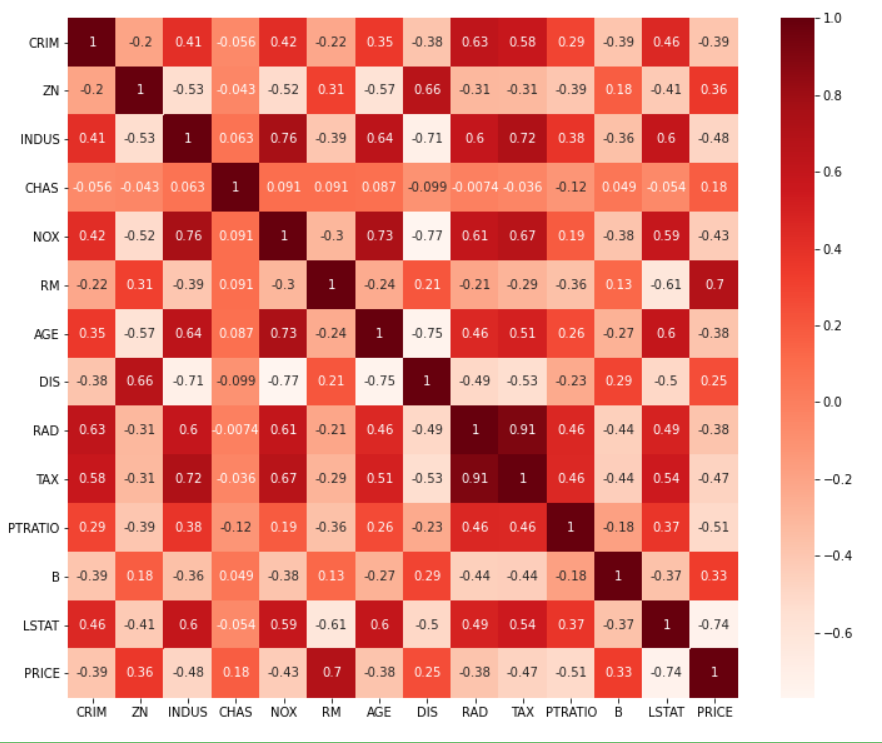 CRIM 1 -0.2 0.41 -0.056 0.42 -0.22 0.35 -0.38 0.63 0.58 0.29 -0.39 0.46 -0.39
ZN -0.2 1 -0.53 -0.043 -0.52 0.31 -0.57 0.66 -0.31 -0.31 -0.39 0.18 -0.41 0.36
INDUS 0.41 -0.53 1 0.063 0.76 -0.39 0.64 -0.71 0.6 0.72 0.38 -0.36 0.6 -0.48
CHAS -0.056 -0.043 0.063 1 0.091 0.091 0.087 -0.099 -0.0074 -0.036 -0.12 0.049 -0.054 0.18
NOX 0.42 -0.52 0.76 0.091 1 -0.3 0.73 -0.77 0.61 0.67 0.19 -0.38 0.59 -0.43
RM -0.22 0.31 -0.39 0.091 -0.3 1 -0.24 0.21 -0.21 -0.29 -0.36 0.13 -0.61 0.7
AGE 0.35 -0.57 0.64 0.087 0.73 -0.24 1 -0.75 0.46 0.51 0.26 -0.27 0.6 -0.38
DIS -0.38 0.66 -0.71 -0.099 -0.77 0.21 -0.75 1 -0.49 -0.53 -0.23 0.29 -0.5 0.25
RAD 0.63 -0.31 0.6 -0.0074 0.61 -0.21 0.46 -0.49 1 0.91 0.46 -0.44 0.49 -0.38
TAX 0.58 -0.31 0.72 -0.036 0.67 -0.29 0.51 -0.53 0.91 1 0.46 -0.44 0.54 -0.47
PTRATIO 0.29 -0.39 0.38 -0.12 0.19 -0.36 0.26 -0.23 0.46 0.46 1 -0.18 0.37 -0.51
B -0.39 0.18 -0.36 0.049 -0.38 0.13 -0.27 0.29 -0.44 -0.44 -0.18 1 -0.37 0.33
LSTAT 0.46 -0.41 0.6 -0.054 0.59 -0.61 0.6 -0.5 0.49 0.54 0.37 -0.37 1 -0.74
PRICE -0.39 0.36 -0.48 0.18 -0.43 0.7 -0.38 0.25 -0.38 -0.47 -0.51 0.33 -0.74 1
CRIM ZN INDUS CHAS NOX RM AGE DIS RAD TAX PTRATIO B LSTAT PRICE
1.0
0.8
0.6
0.4
0.2
0.0
−0.2
−0.4
−0.6